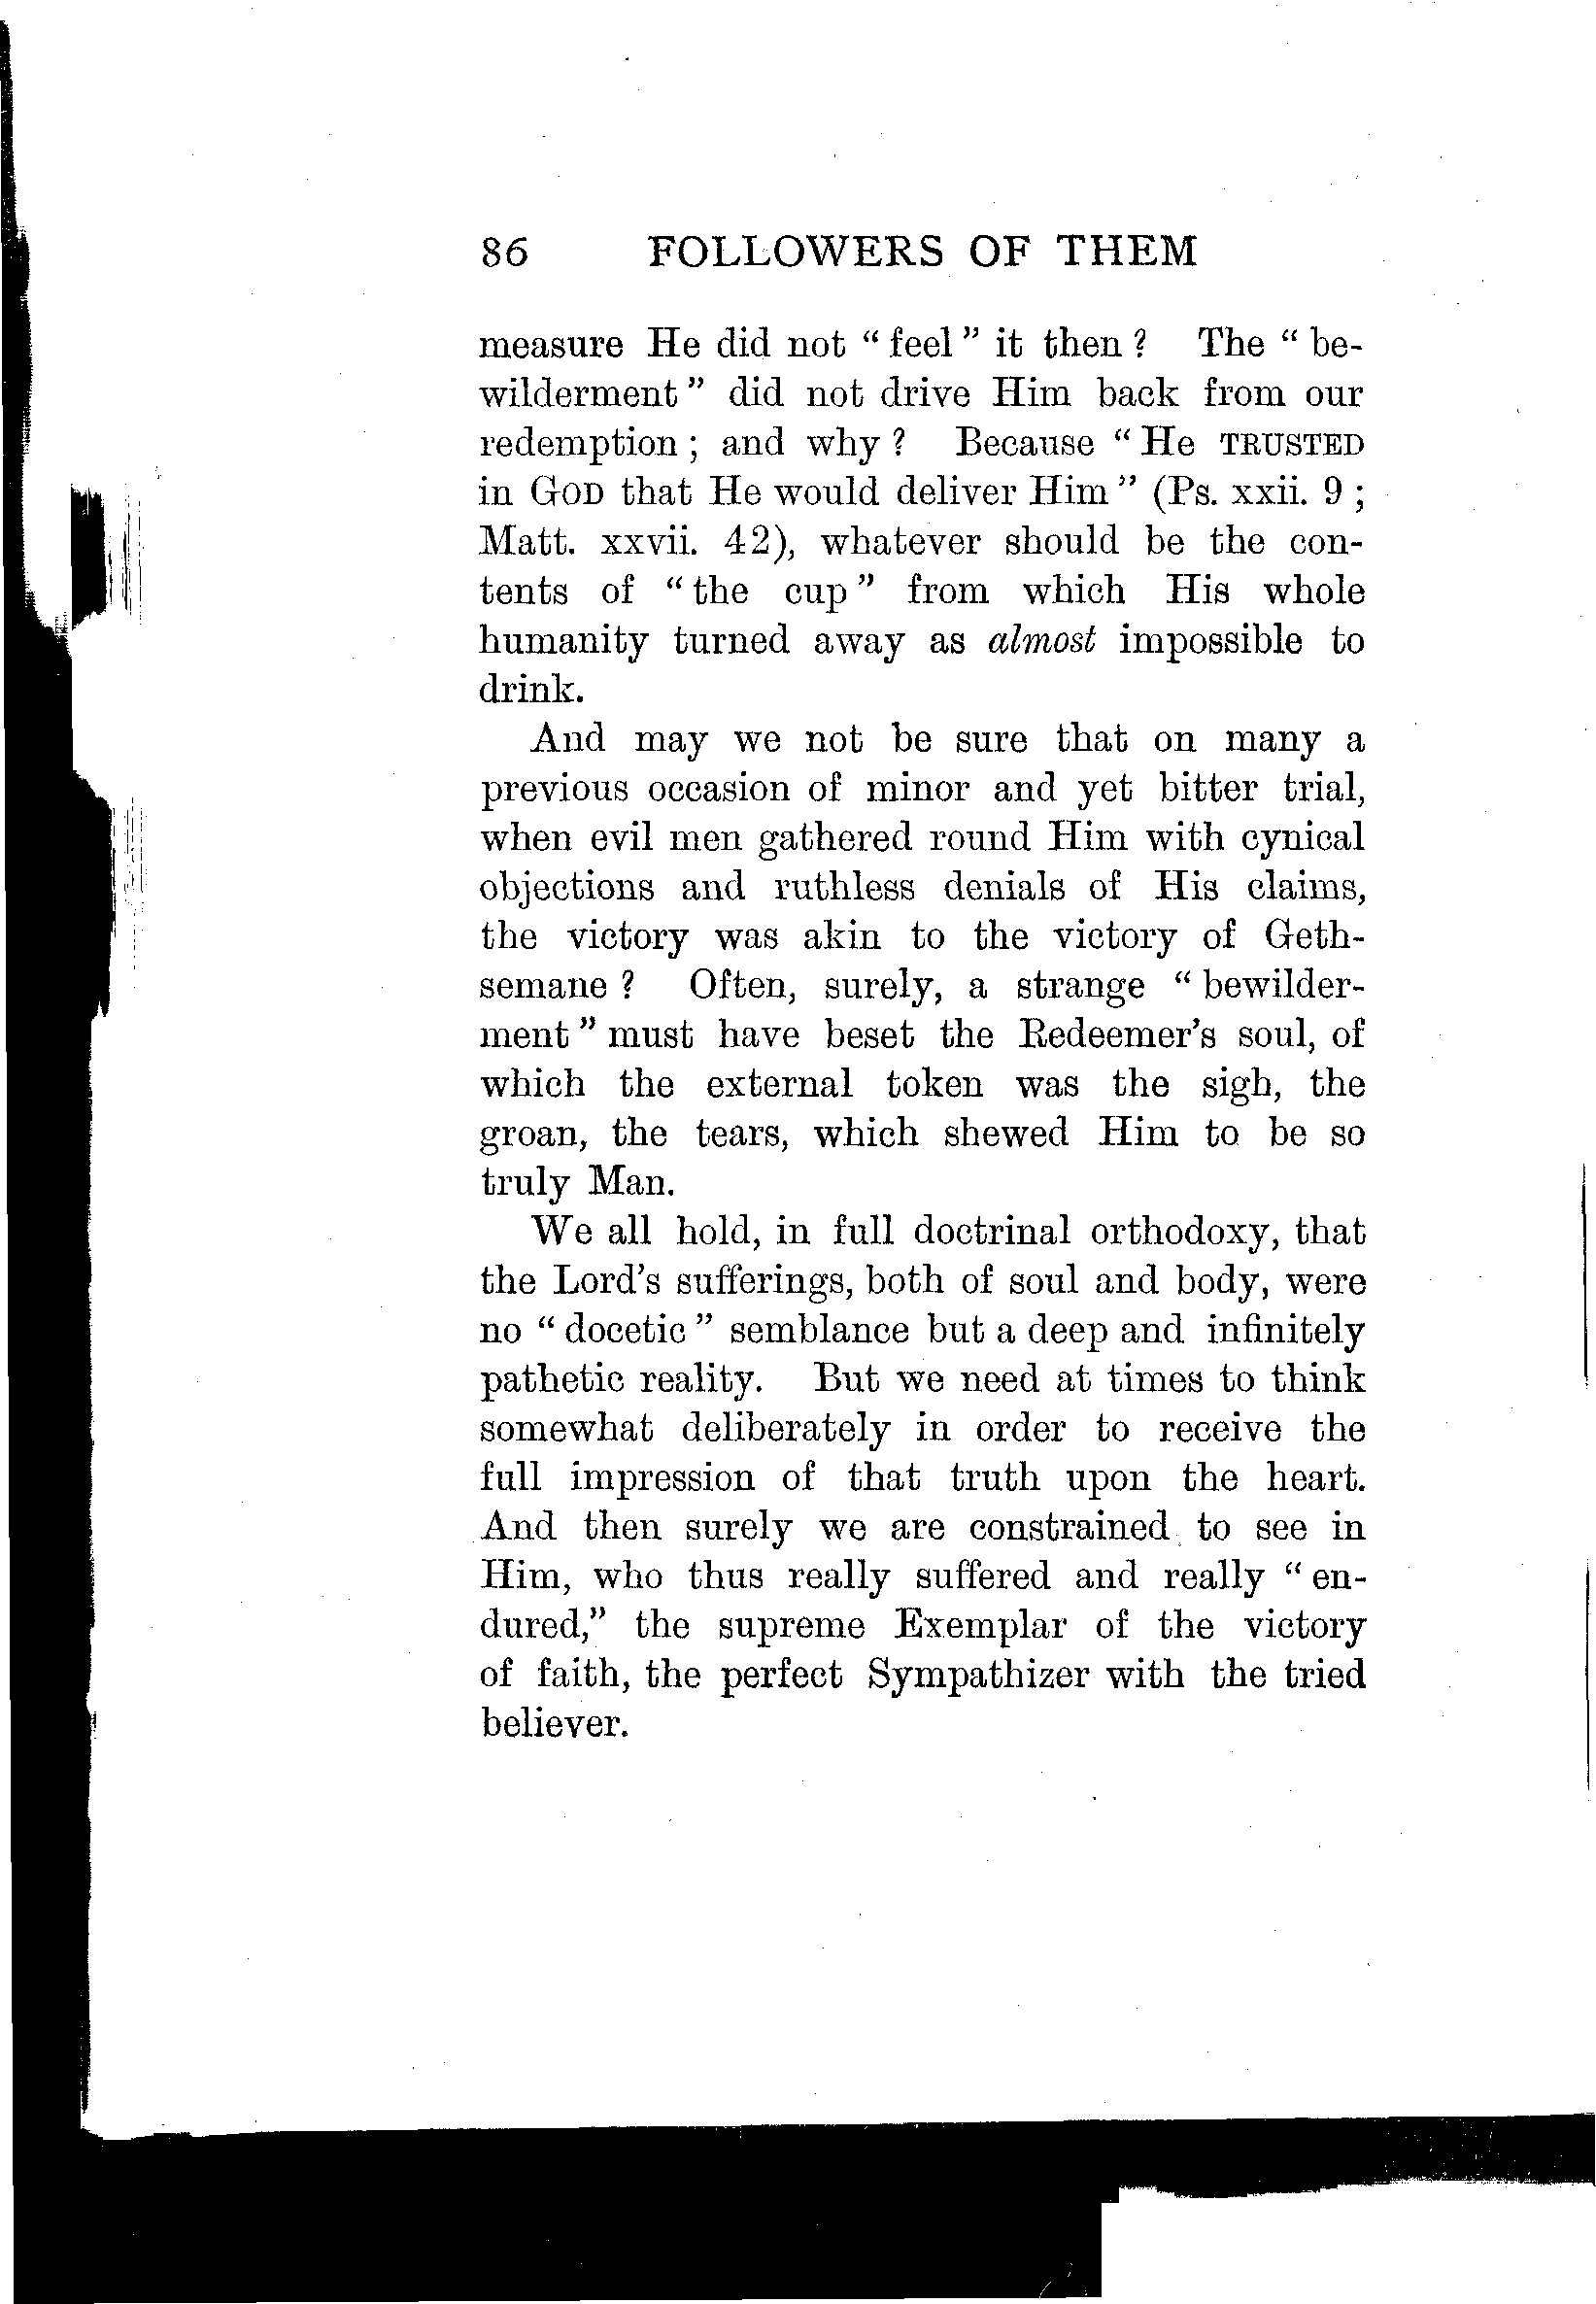 86 FOLLOWERS OF THEM
measure He did not “ feel ” it then ? The “ be-
wilderment ” did not drive Him back from our
redemption ; and why ? Because “ He TRUSTED
in GOD that He would deliver Him ” (Ps. xxii. 9 ;
Matt. xxvii. 42), whatever should be the con-
tents of “ the cup ” from which His whole
humanity turned away as almost impossible to
drink.
And may we not be sure that on many a
previous occasion of minor and yet bitter trial,
when evil men gathered round Him with cynical
objections and ruthless denials of His claims,
the victory was akin to the victory of Geth-
semane ? Often, surely, a strange “ bewilder-
ment ” must have beset the Redeemer’s soul, of
which the external token was the sigh, the
groan, the tears, which shewed Him to be so
truly Man.
We all hold, in full doctrinal orthodoxy, that
the Lord’s sufferings, both of soul and body, were
no “ docetic ” semblance but a deep and infinitely
pathetic reality. But we need at times to think
somewhat deliberately in order to receive the
full impression of that truth upon the heart.
And then surely we are constrained to see in
Him, who thus really suffered and really “ en-
dured,” the supreme Exemplar of the victory
of faith, the perfect Sympathizer with the tried
believer.